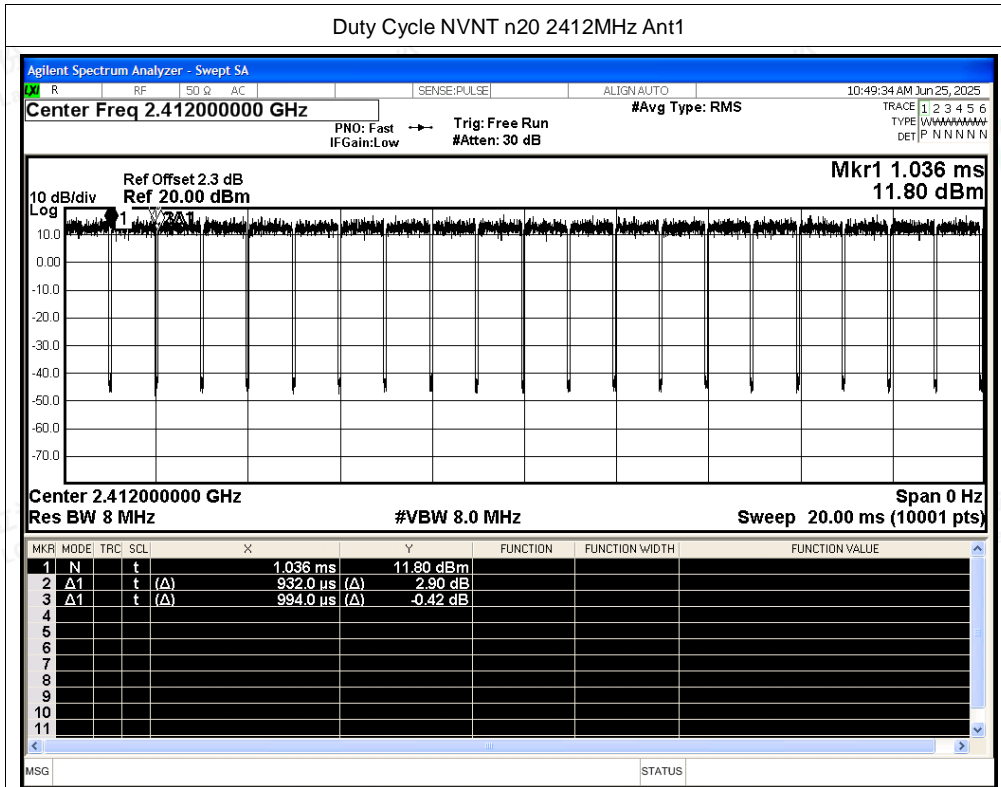 Duty Cycle NVNT n20 2412MHz Ant1
Agilent Spectrum Analyzer - Swept SA
LXI R RF 50 Ω AC SENSE:PULSE ALIGN AUTO 10:49:34 AM Jun 25, 2025
Center Freq 2.412000000 GHz #Avg Type: RMS TRACE 1 2 3 4 5 6
PNO: Fast Trig: Free Run TYPE WWWWWW
IFGain:Low #Atten: 30 dB DET P N N N N N
Mkr1 1.036 ms
Ref Offset 2.3 dB
10 dB/div Ref 20.00 dBm 11.80 dBm
Log
1 2Δ1 3Δ1
10.0
0.00
-10.0
-20.0
-30.0
-40.0
-50.0
-60.0
-70.0
Center 2.412000000 GHz Span 0 Hz
Res BW 8 MHz #VBW 8.0 MHz Sweep 20.00 ms (10001 pts)
MKR MODE TRC SCL X Y FUNCTION FUNCTION WIDTH FUNCTION VALUE
1 N t 1.036 ms 11.80 dBm
2 Δ1 t (Δ) 932.0 µs (Δ) 2.90 dB
3 Δ1 t (Δ) 994.0 µs (Δ) -0.42 dB
4
5
6
7
8
9
10
11
MSG STATUS